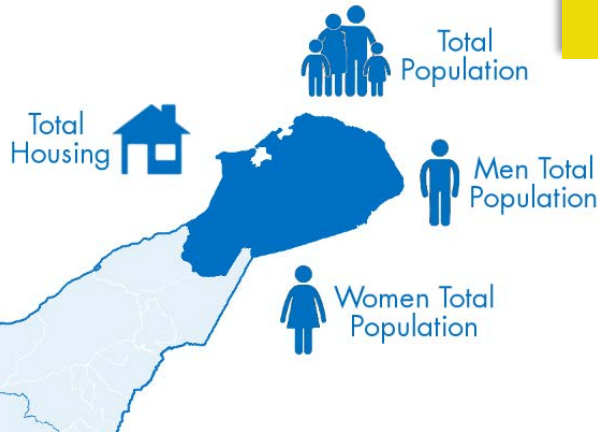 Total
Population
Total
Housing
Men Total
Population
Women Total
Population